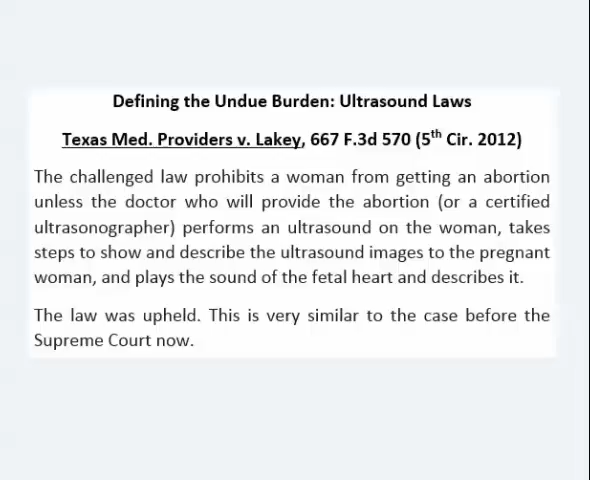 Defining the Undue Burden: Ultrasound Laws
Texas Med. Providers v. Lakey, 667 F.3d 570 (5th Cir. 2012)
The challenged law prohibits a woman from getting an abortion
unless the doctor who will provide the abortion (or a certified
ultrasonographer) performs an ultrasound on the woman, takes
steps to show and describe the ultrasound images to the pregnant
woman, and plays the sound of the fetal heart and describes it.
The law was upheld. This is very similar to the case before the
Supreme Court now.